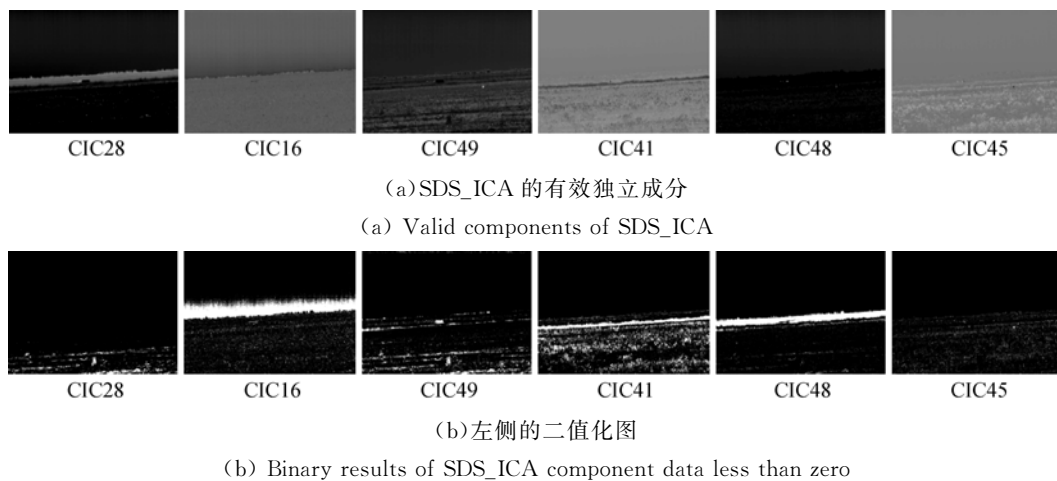 CIC28 CIC16 CIC49 CIC41 CIC48 CIC45
(a)SDS_ICA 的有效独立成分
(a) Valid components of SDS_ICA
CIC28 CIC16 CIC49 CIC41 CIC48 CIC45
(b)左侧的二值化图
(b) Binary results of SDS_ICA component data less than zero